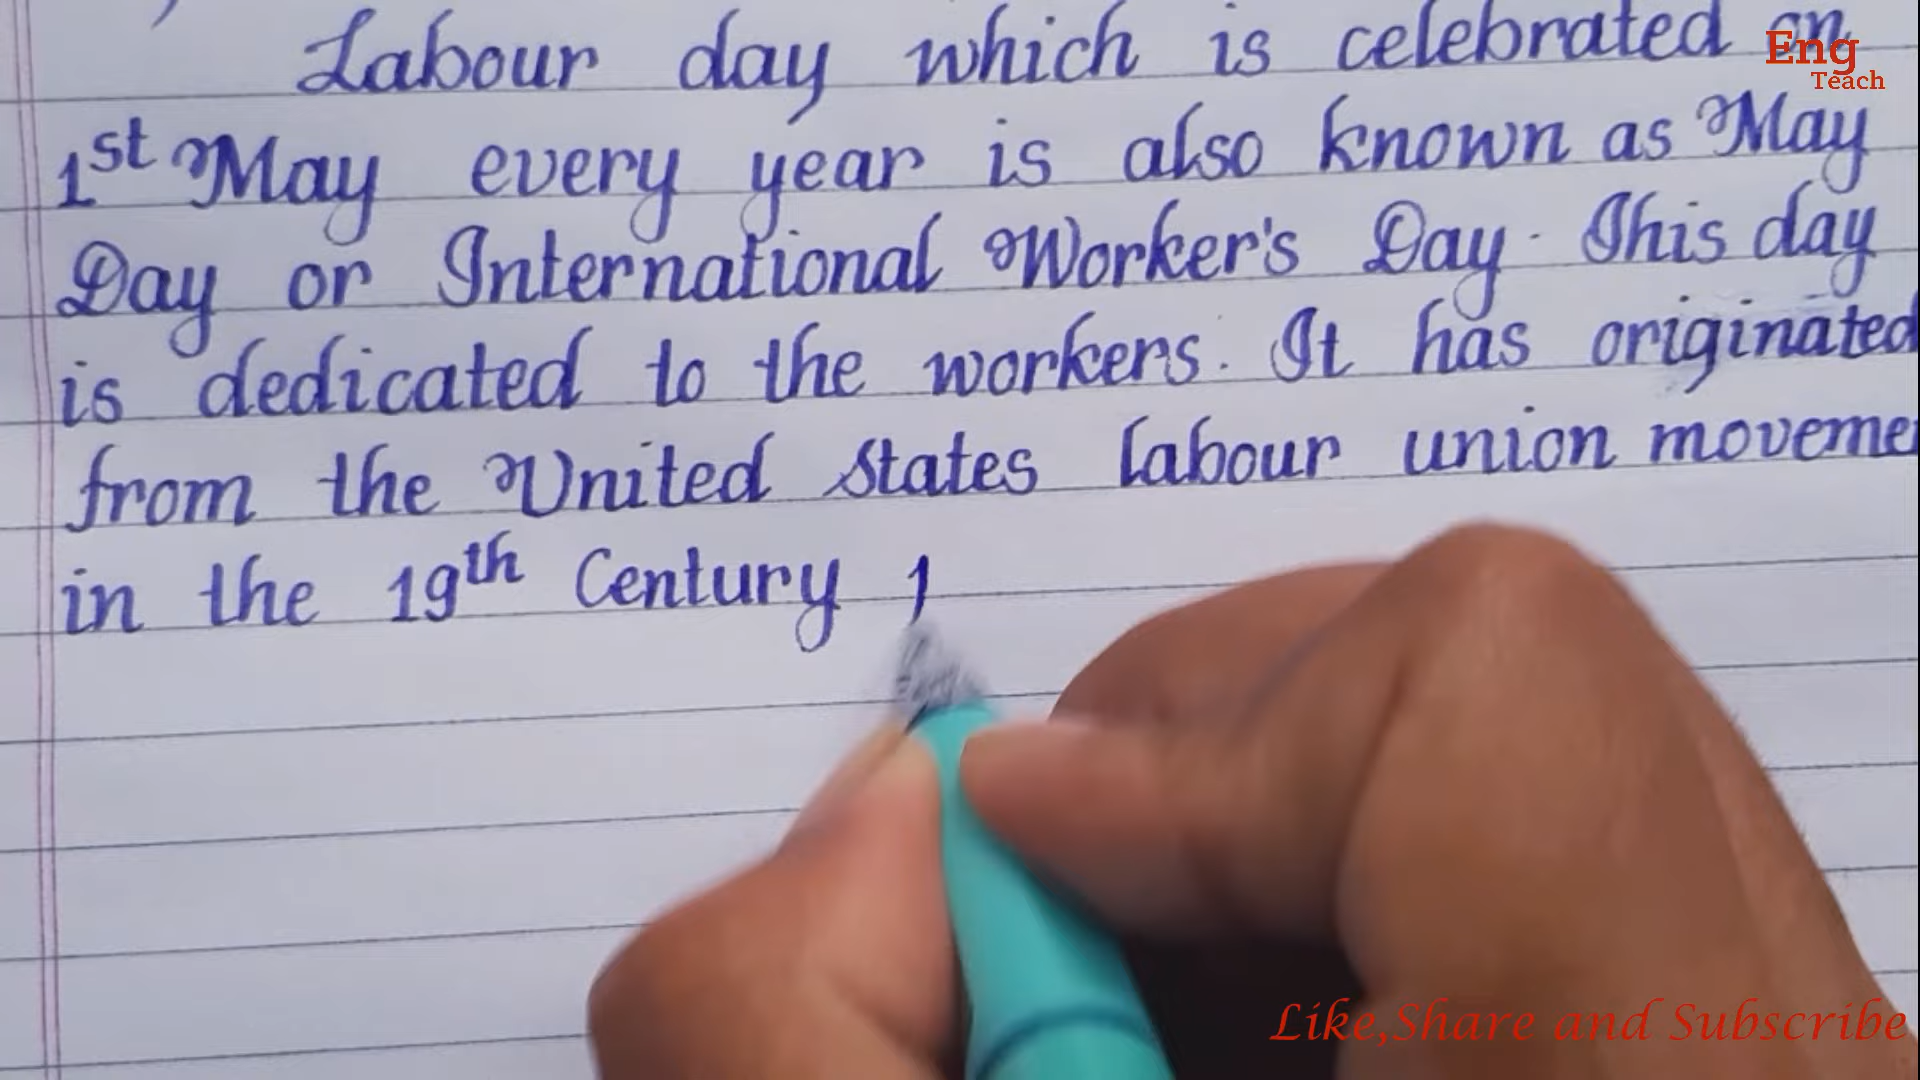 Labour day which is celebrated on
Eng
Teach
1st May every year is also known as May
Day or International Worker's Day. This day
is dedicated to the workers. It has originated
from the United States labour union moveme
in the 19th Century 1
Like,Share and Subscribe